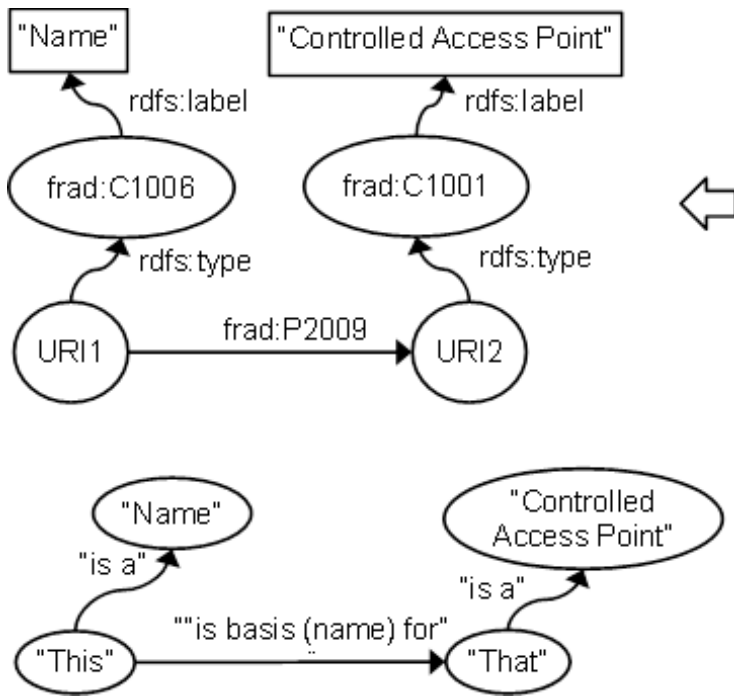 "Name"
"Controlled Access Point"
rdfs:label
rdfs:label
frad:C1006
frad:C1001
rdfs:type
rdfs:type
frad:P2009
URI1
URI2
"Name"
"Controlled
Access Point"
"is a"
"is a"
""is basis (name) for"
"This"
"That"